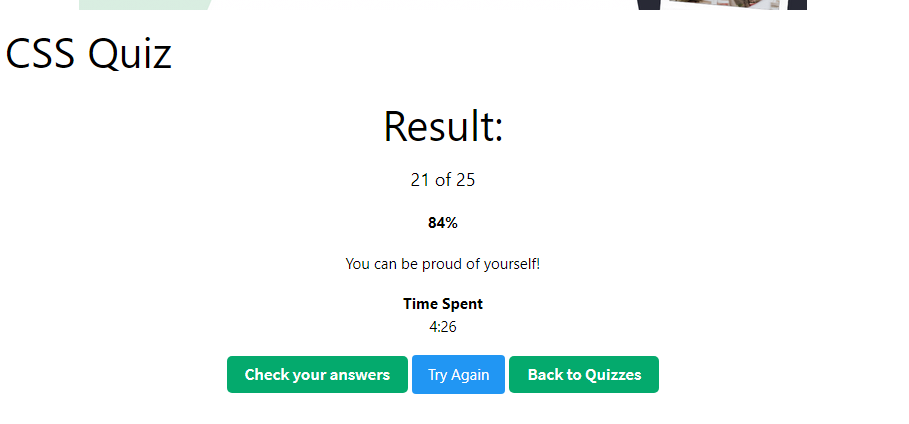 CSS Quiz
Result:
21 of 25
84%
You can be proud of yourself!
Time Spent
4:26
Check your answers Try Again Back to Quizzes